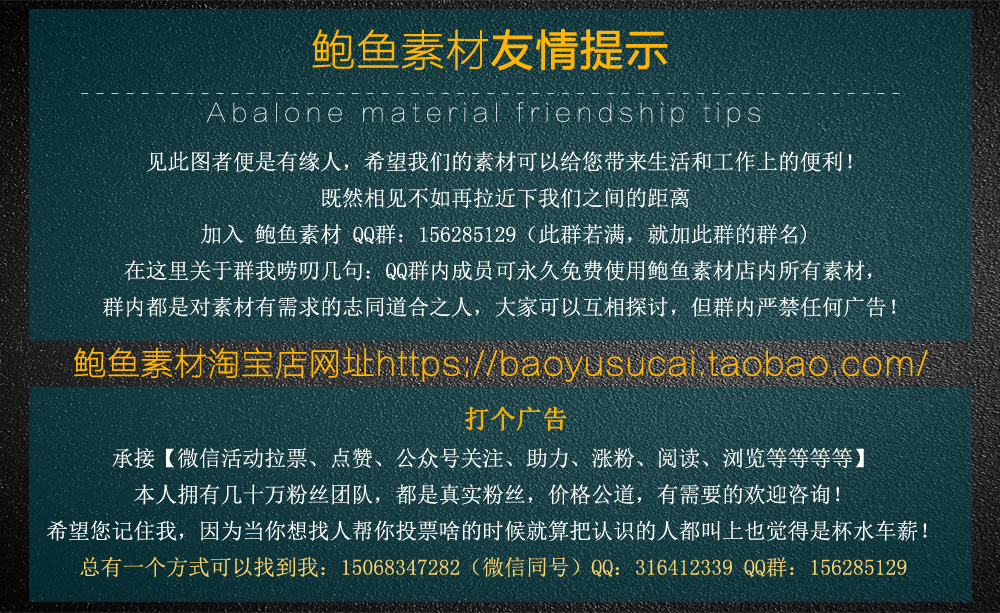 鲍鱼素材友情提示
Abalone material friendship tips
见此图者便是有缘人，希望我们的素材可以给您带来生活和工作上的便利！
既然相见不如再拉近下我们之间的距离
加入 鲍鱼素材 QQ群：156285129（此群若满，就加此群的群名)
在这里关于群我唠叨几句：QQ群内成员可永久免费使用鲍鱼素材店内所有素材，
群内都是对素材有需求的志同道合之人，大家可以互相探讨，但群内严禁任何广告！
鲍鱼素材淘宝店网址https://baoyusucai.taobao.com/
打个广告
承接【微信活动拉票、点赞、公众号关注、助力、涨粉、阅读、浏览等等等等】
本人拥有几十万粉丝团队，都是真实粉丝，价格公道，有需要的欢迎咨询！
希望您记住我，因为当你想找人帮你投票啥的时候就算把认识的人都叫上也觉得是杯水车薪！
总有一个方式可以找到我：15068347282（微信同号）QQ：316412339 QQ群：156285129